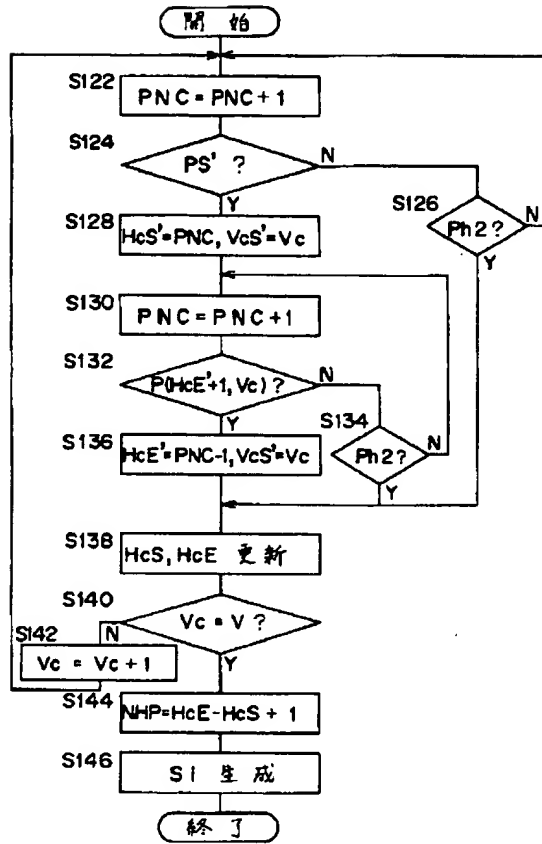 開始
S122
PNC = PNC + 1
S124
PS' ?
N
Y
S126
Ph2?
N
Y
S128
HcS'=PNC, VcS'=Vc
S130
PNC = PNC + 1
S132
P(HcE'+1, Vc) ?
N
Y
S134
Ph2?
N
Y
S136
HcE'=PNC-1, VcS'=Vc
S138
HcS, HcE 更新
S140
Vc = V ?
N
Y
S142
Vc = Vc + 1
S144
NHP=HcE-HcS + 1
S146
SI 生成
終了